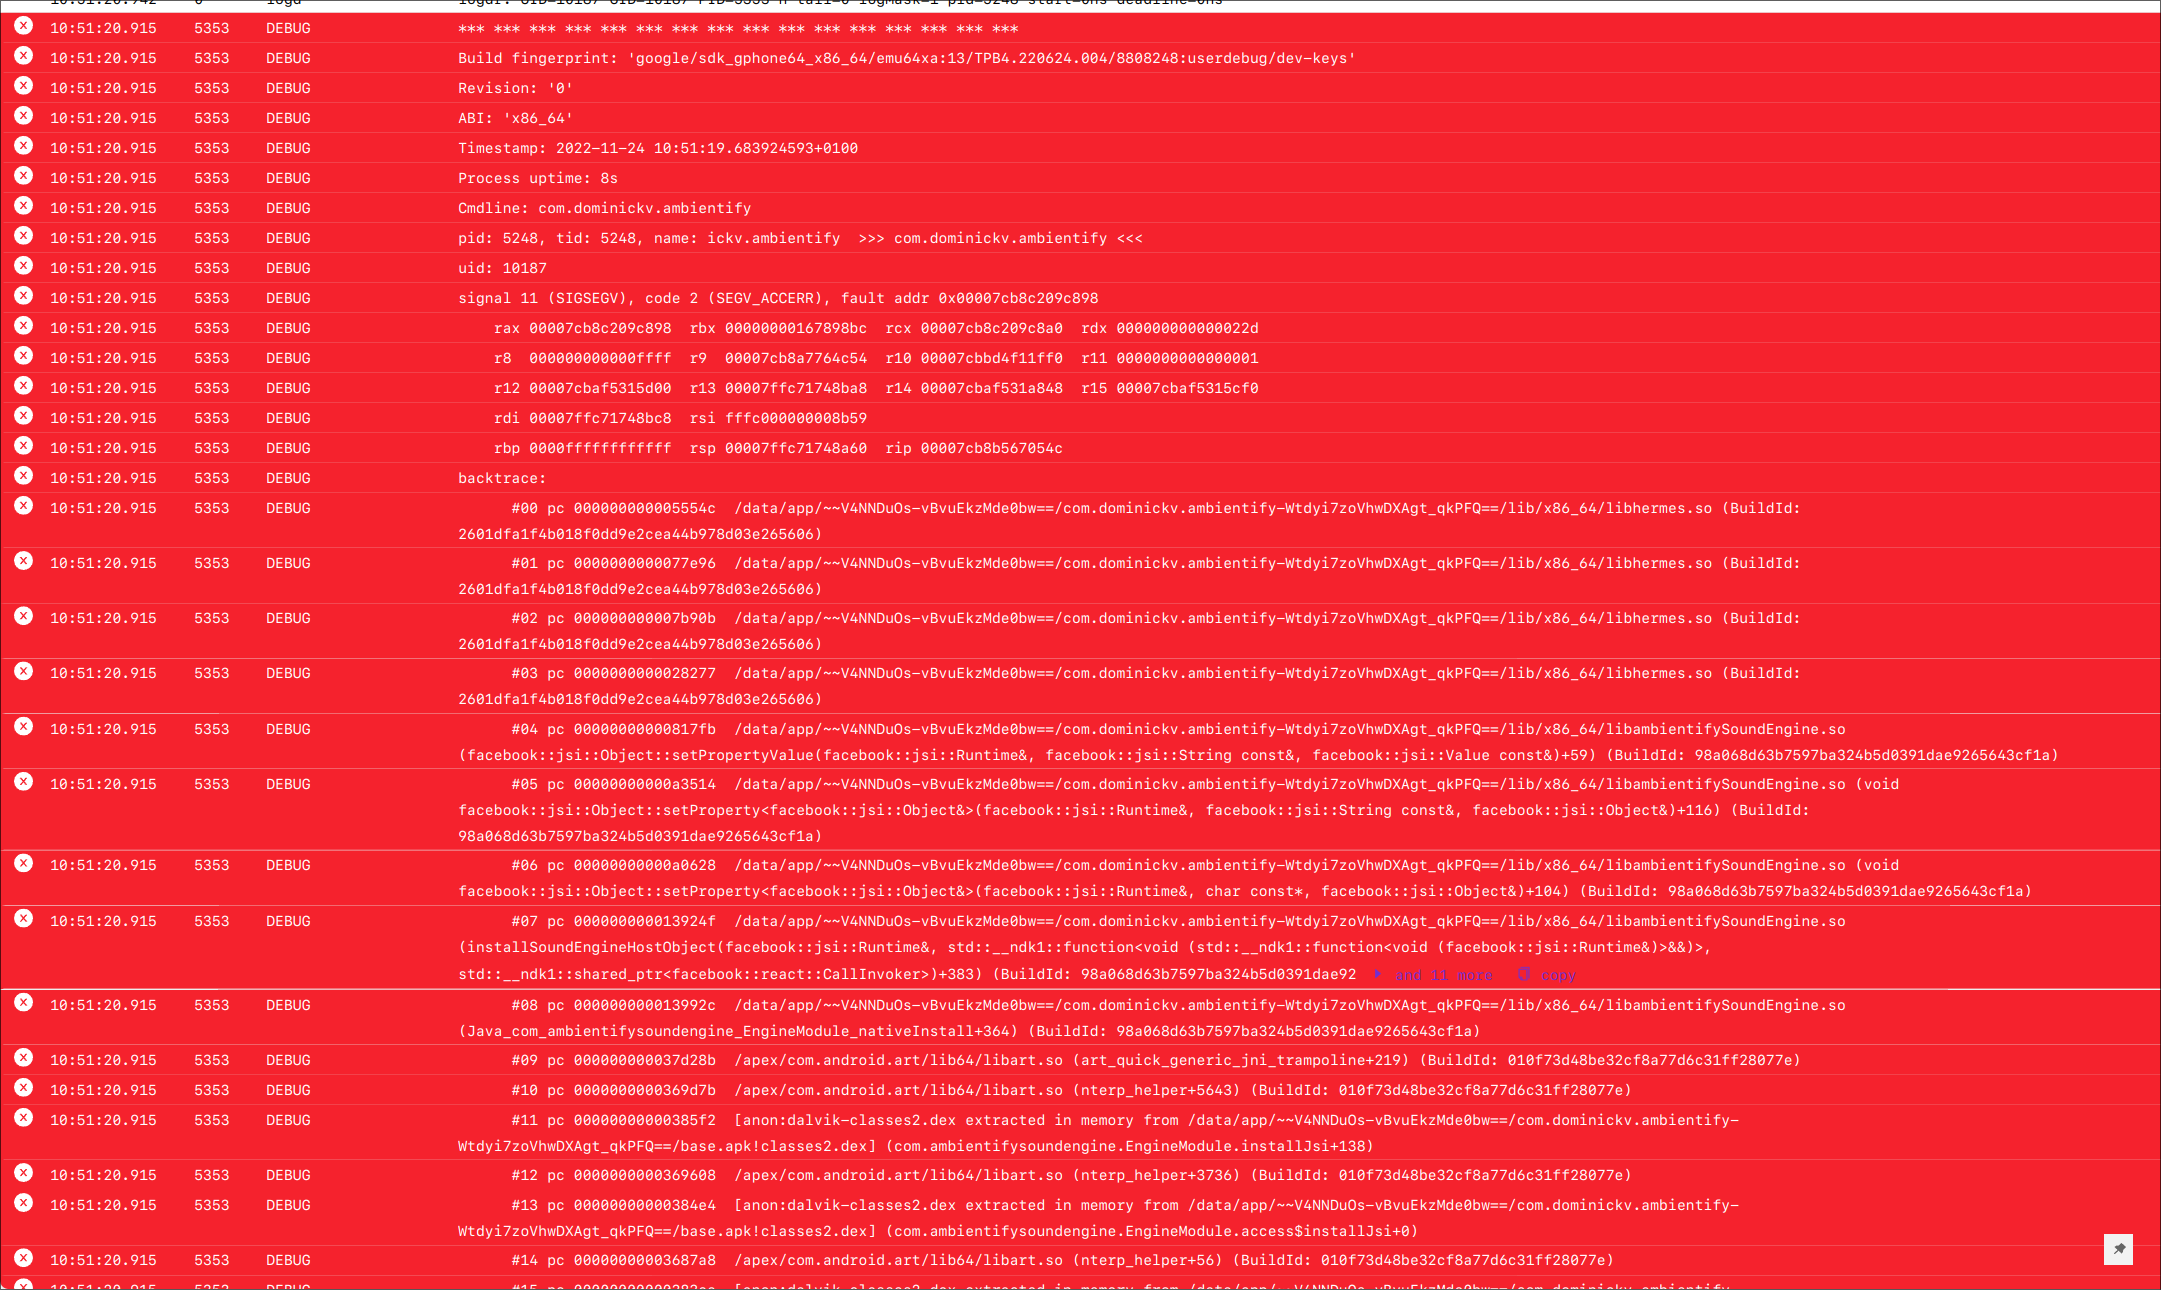 10:51:20.915 5353 DEBUG *** *** *** *** *** *** *** *** *** *** *** *** *** *** *** ***
10:51:20.915 5353 DEBUG Build fingerprint: 'google/sdk_gphone64_x86_64/emu64xa:13/TPB4.220624.004/8808248:userdebug/dev-keys'
10:51:20.915 5353 DEBUG Revision: '0'
10:51:20.915 5353 DEBUG ABI: 'x86_64'
10:51:20.915 5353 DEBUG Timestamp: 2022-11-24 10:51:19.683924593+0100
10:51:20.915 5353 DEBUG Process uptime: 8s
10:51:20.915 5353 DEBUG Cmdline: com.dominickv.ambientify
10:51:20.915 5353 DEBUG pid: 5248, tid: 5248, name: ickv.ambientify >>> com.dominickv.ambientify <<<
10:51:20.915 5353 DEBUG uid: 10187
10:51:20.915 5353 DEBUG signal 11 (SIGSEGV), code 2 (SEGV_ACCERR), fault addr 0x00007cb8c209c898
10:51:20.915 5353 DEBUG rax 00007cb8c209c898 rbx 00000000167898bc rcx 00007cb8c209c8a0 rdx 000000000000022d
10:51:20.915 5353 DEBUG r8 000000000000ffff r9 00007cb8a7764c54 r10 00007cbbd4f11ff0 r11 0000000000000001
10:51:20.915 5353 DEBUG r12 00007cbaf5315d00 r13 00007ffc71748ba8 r14 00007cbaf531a848 r15 00007cbaf5315cf0
10:51:20.915 5353 DEBUG rdi 00007ffc71748bc8 rsi fffc000000008b59
10:51:20.915 5353 DEBUG rbp 0000ffffffffffff rsp 00007ffc71748a60 rip 00007cb8b567054c
10:51:20.915 5353 DEBUG backtrace:
10:51:20.915 5353 DEBUG #00 pc 000000000005554c /data/app/~~V4NNDuOs-vBvuEkzMde0bw==/com.dominickv.ambientify-Wtdyi7zoVhwDXAgt_qkPFQ==/lib/x86_64/libhermes.so (BuildId:
2601dfa1f4b018f0dd9e2cea44b978d03e265606)
10:51:20.915 5353 DEBUG #01 pc 0000000000077e96 /data/app/~~V4NNDuOs-vBvuEkzMde0bw==/com.dominickv.ambientify-Wtdyi7zoVhwDXAgt_qkPFQ==/lib/x86_64/libhermes.so (BuildId:
2601dfa1f4b018f0dd9e2cea44b978d03e265606)
10:51:20.915 5353 DEBUG #02 pc 000000000007b90b /data/app/~~V4NNDuOs-vBvuEkzMde0bw==/com.dominickv.ambientify-Wtdyi7zoVhwDXAgt_qkPFQ==/lib/x86_64/libhermes.so (BuildId:
2601dfa1f4b018f0dd9e2cea44b978d03e265606)
10:51:20.915 5353 DEBUG #03 pc 0000000000028277 /data/app/~~V4NNDuOs-vBvuEkzMde0bw==/com.dominickv.ambientify-Wtdyi7zoVhwDXAgt_qkPFQ==/lib/x86_64/libhermes.so (BuildId:
2601dfa1f4b018f0dd9e2cea44b978d03e265606)
10:51:20.915 5353 DEBUG #04 pc 00000000000817fb /data/app/~~V4NNDuOs-vBvuEkzMde0bw==/com.dominickv.ambientify-Wtdyi7zoVhwDXAgt_qkPFQ==/lib/x86_64/libambientifySoundEngine.so
(facebook::jsi::Object::setPropertyValue(facebook::jsi::Runtime&, facebook::jsi::String const&, facebook::jsi::Value const&)+59) (BuildId: 98a068d63b7597ba324b5d0391dae9265643cf1a)
10:51:20.915 5353 DEBUG #05 pc 00000000000a3514 /data/app/~~V4NNDuOs-vBvuEkzMde0bw==/com.dominickv.ambientify-Wtdyi7zoVhwDXAgt_qkPFQ==/lib/x86_64/libambientifySoundEngine.so (void
facebook::jsi::Object::setProperty<facebook::jsi::Object&>(facebook::jsi::Runtime&, facebook::jsi::String const&, facebook::jsi::Object&)+116) (BuildId:
98a068d63b7597ba324b5d0391dae9265643cf1a)
10:51:20.915 5353 DEBUG #06 pc 00000000000a0628 /data/app/~~V4NNDuOs-vBvuEkzMde0bw==/com.dominickv.ambientify-Wtdyi7zoVhwDXAgt_qkPFQ==/lib/x86_64/libambientifySoundEngine.so (void
facebook::jsi::Object::setProperty<facebook::jsi::Object&>(facebook::jsi::Runtime&, char const*, facebook::jsi::Object&)+104) (BuildId: 98a068d63b7597ba324b5d0391dae9265643cf1a)
10:51:20.915 5353 DEBUG #07 pc 000000000013924f /data/app/~~V4NNDuOs-vBvuEkzMde0bw==/com.dominickv.ambientify-Wtdyi7zoVhwDXAgt_qkPFQ==/lib/x86_64/libambientifySoundEngine.so
(installSoundEngineHostObject(facebook::jsi::Runtime&, std::__ndk1::function<void (std::__ndk1::function<void (facebook::jsi::Runtime&)>&&)>,
std::__ndk1::shared_ptr<facebook::react::CallInvoker>)+383) (BuildId: 98a068d63b7597ba324b5d0391dae92 and 11 more copy
10:51:20.915 5353 DEBUG #08 pc 000000000013992c /data/app/~~V4NNDuOs-vBvuEkzMde0bw==/com.dominickv.ambientify-Wtdyi7zoVhwDXAgt_qkPFQ==/lib/x86_64/libambientifySoundEngine.so
(Java_com_ambientifysoundengine_EngineModule_nativeInstall+364) (BuildId: 98a068d63b7597ba324b5d0391dae9265643cf1a)
10:51:20.915 5353 DEBUG #09 pc 000000000037d28b /apex/com.android.art/lib64/libart.so (art_quick_generic_jni_trampoline+219) (BuildId: 010f73d48be32cf8a77d6c31ff28077e)
10:51:20.915 5353 DEBUG #10 pc 0000000000369d7b /apex/com.android.art/lib64/libart.so (nterp_helper+5643) (BuildId: 010f73d48be32cf8a77d6c31ff28077e)
10:51:20.915 5353 DEBUG #11 pc 00000000000385f2 [anon:dalvik-classes2.dex extracted in memory from /data/app/~~V4NNDuOs-vBvuEkzMde0bw==/com.dominickv.ambientify-
Wtdyi7zoVhwDXAgt_qkPFQ==/base.apk!classes2.dex] (com.ambientifysoundengine.EngineModule.installJsi+138)
10:51:20.915 5353 DEBUG #12 pc 0000000000369608 /apex/com.android.art/lib64/libart.so (nterp_helper+3736) (BuildId: 010f73d48be32cf8a77d6c31ff28077e)
10:51:20.915 5353 DEBUG #13 pc 00000000000384e4 [anon:dalvik-classes2.dex extracted in memory from /data/app/~~V4NNDuOs-vBvuEkzMde0bw==/com.dominickv.ambientify-
Wtdyi7zoVhwDXAgt_qkPFQ==/base.apk!classes2.dex] (com.ambientifysoundengine.EngineModule.access$installJsi+0)
10:51:20.915 5353 DEBUG #14 pc 00000000003687a8 /apex/com.android.art/lib64/libart.so (nterp_helper+56) (BuildId: 010f73d48be32cf8a77d6c31ff28077e)